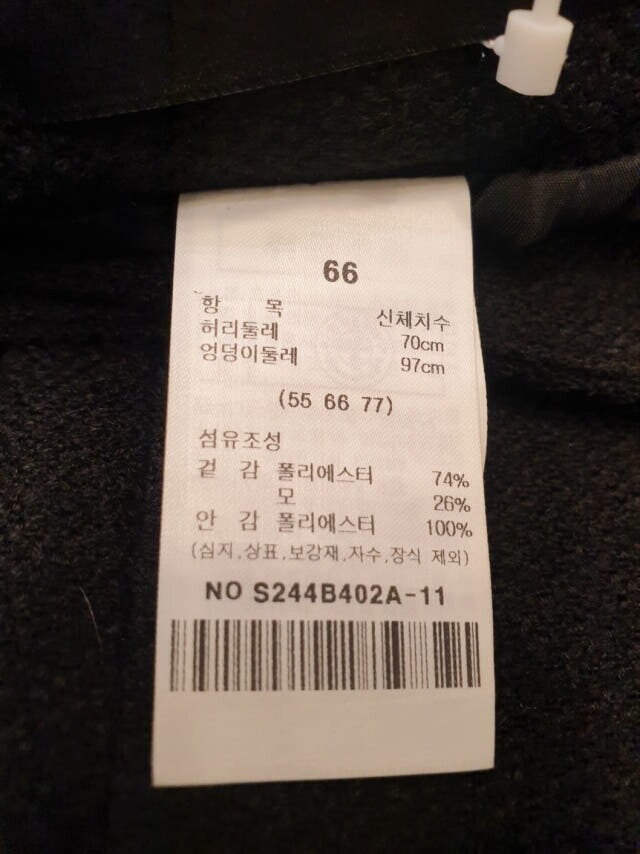 66
항 목 신체치수
허리둘레 70cm
엉덩이둘레 97cm
(55 66 77)
섬유조성
겉 감 폴리에스터 74%
모 26%
안 감 폴리에스터 100%
(심지,상표,보강재,자수,장식 제외)
NO S244B402A-11